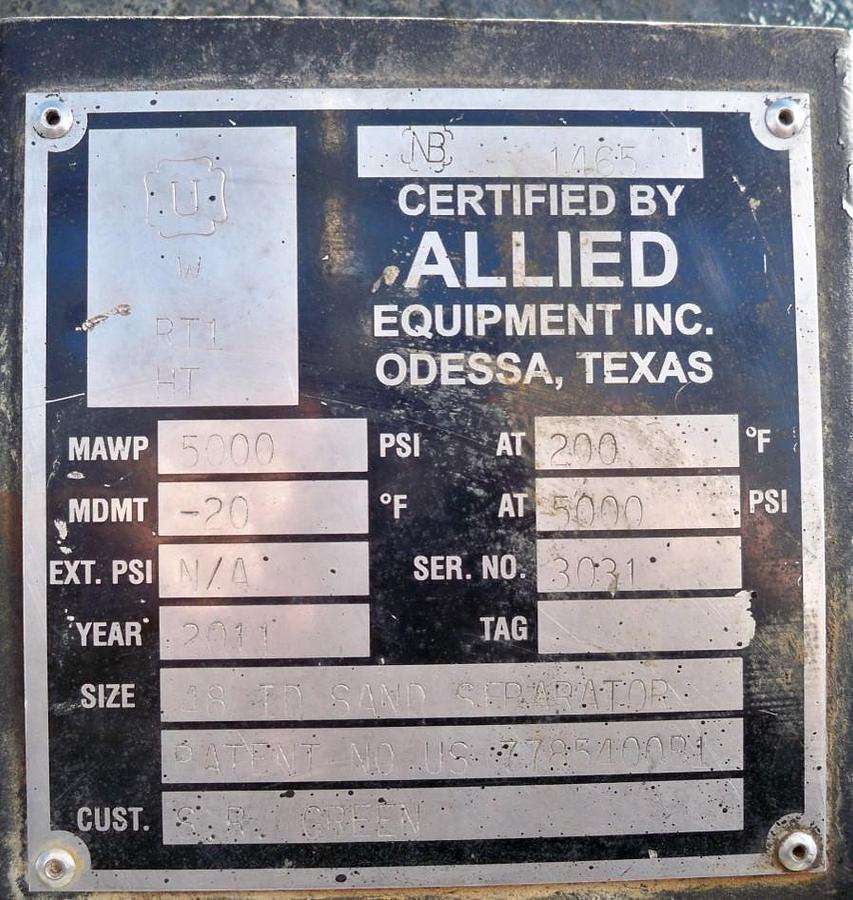 U
W
RT1
HT
NB 1465
CERTIFIED BY
ALLIED
EQUIPMENT INC.
ODESSA, TEXAS
MAWP 5000 PSI AT 200 °F
MDMT -20 °F AT 5000 PSI
EXT. PSI N/A SER. NO. 3031
YEAR 2011 TAG
SIZE 48 ID SAND SEPARATOR
PATENT NO US 7785400B1
CUST. S.R. GREEN